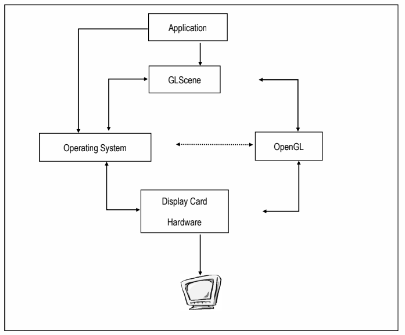 Application
GLScene
Operating System
OpenGL
Display Card
Hardware